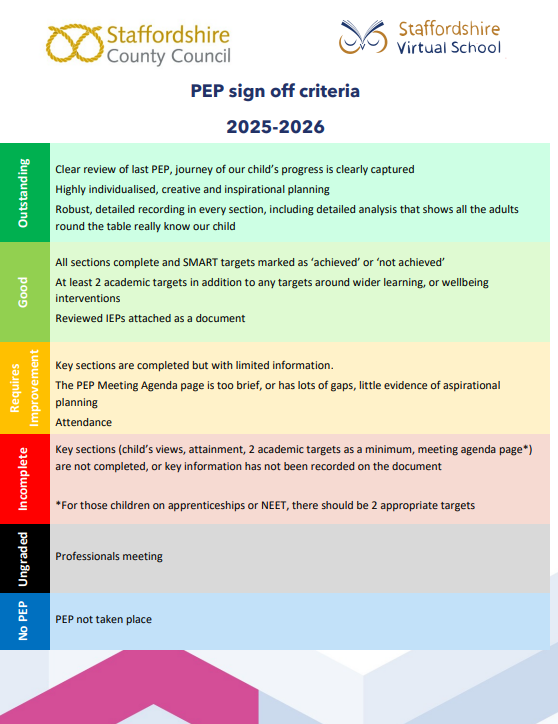 Staffordshire
County Council
Staffordshire
Virtual School
PEP sign off criteria
2025-2026
Outstanding
Clear review of last PEP, journey of our child’s progress is clearly captured
Highly individualised, creative and inspirational planning
Robust, detailed recording in every section, including detailed analysis that shows all the adults
round the table really know our child
Good
All sections complete and SMART targets marked as ‘achieved’ or ‘not achieved’
At least 2 academic targets in addition to any targets around wider learning, or wellbeing
interventions
Reviewed IEPs attached as a document
Requires
Improvement
Key sections are completed but with limited information.
The PEP Meeting Agenda page is too brief, or has lots of gaps, little evidence of aspirational
planning
Attendance
Incomplete
Key sections (child’s views, attainment, 2 academic targets as a minimum, meeting agenda page*)
are not completed, or key information has not been recorded on the document
*For those children on apprenticeships or NEET, there should be 2 appropriate targets
Ungraded
Professionals meeting
No PEP
PEP not taken place